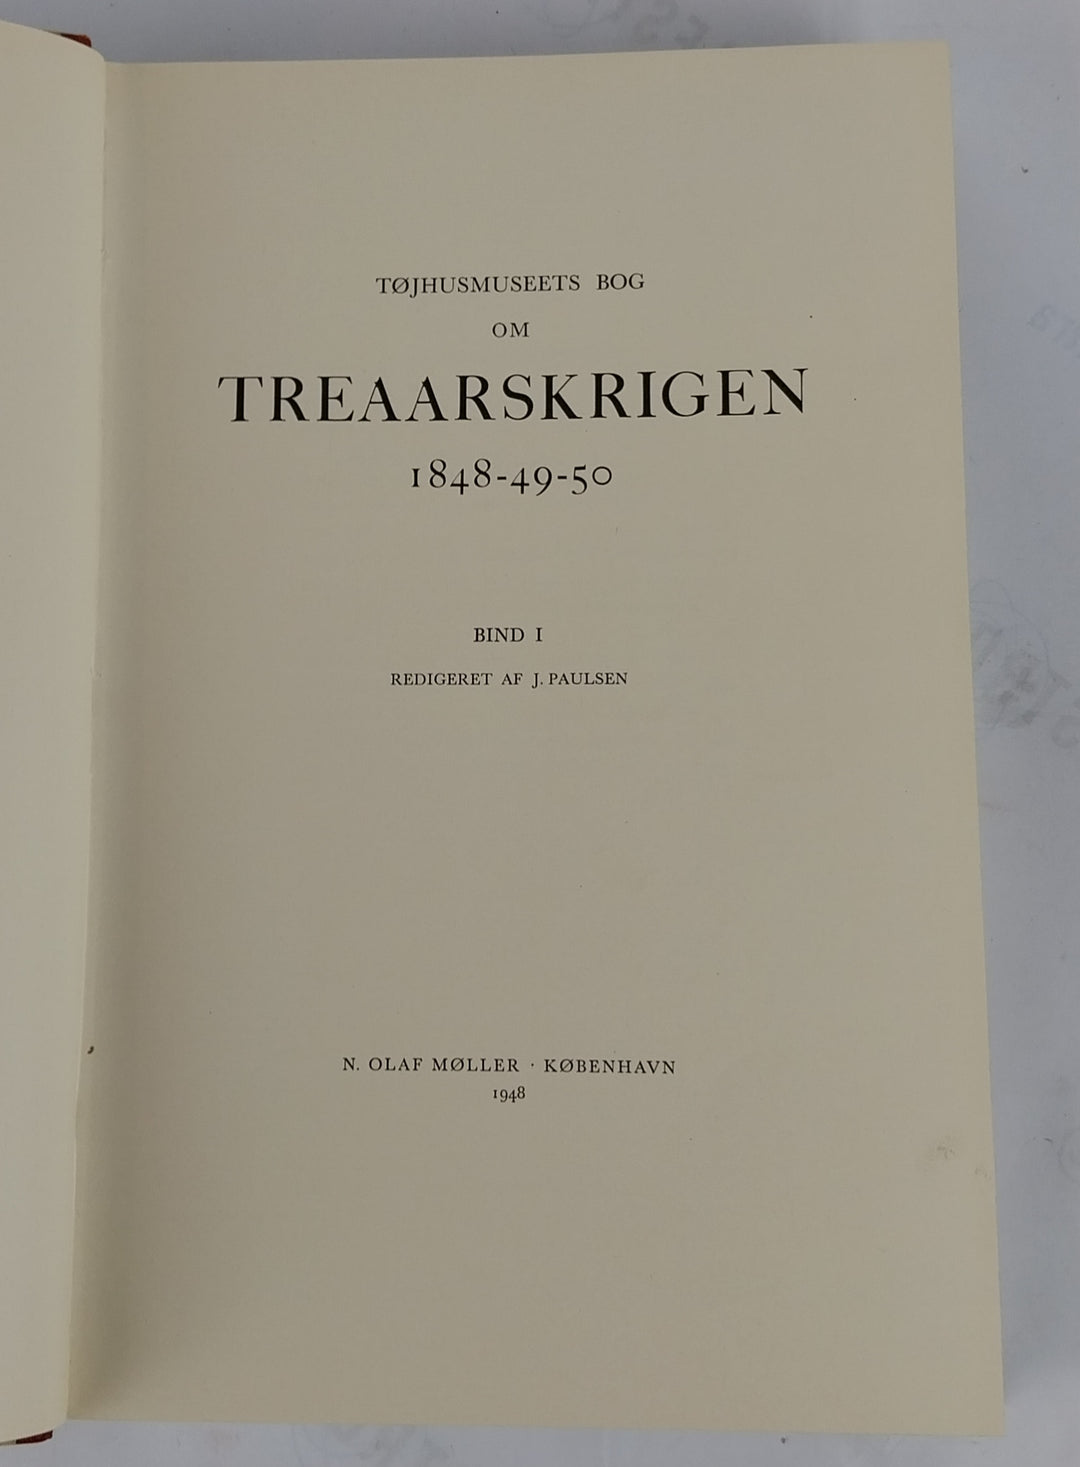 TØJHUSMUSEETS BOG
OM
TREAARSKRIGEN
1848-49-50
BIND I
REDIGERET AF J. PAULSEN
N. OLAF MØLLER · KØBENHAVN
1948